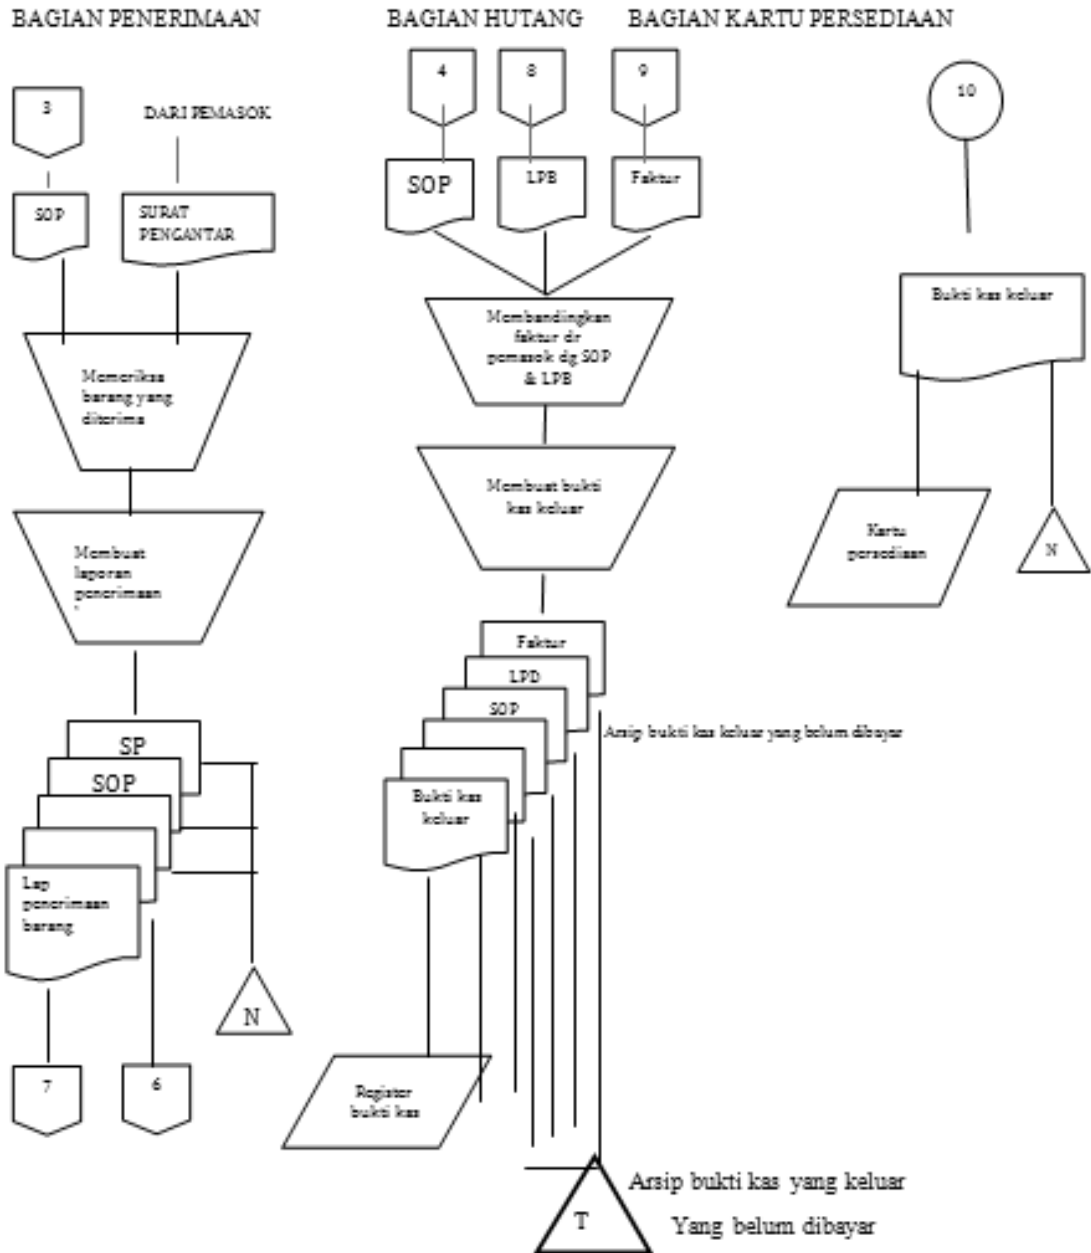 BAGIAN PENERIMAAN
BAGIAN HUTANG
BAGIAN KARTU PERSEDIAAN
3
DARI PEMASOK
SOP
SURAT
PENGANTAR
Memeriksa
barang yang
diterima
Membuat
laporan
penerimaan
SP
SOP
Lap
penerimaan
barang
N
7
6
4
8
9
SOP
LPB
Faktur
Membandingkan
faktur dr
pemasok dg SOP
& LPB
Membuat bukti
kas keluar
Faktur
LPD
SOP
Arsip bukti kas keluar yang belum dibayar
Bukti kas
keluar
Register
bukti kas
T
Arsip bukti kas yang keluar
Yang belum dibayar
10
Bukti kas keluar
Kartu
persediaan
N